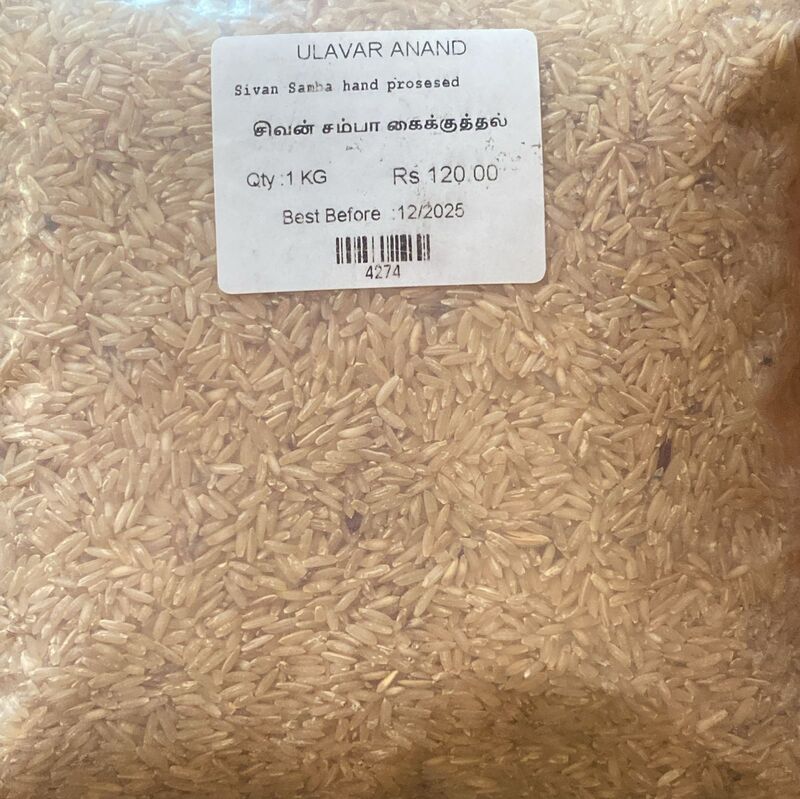 ULAVAR ANAND
Sivan Samba hand prosesed
சிவன் சம்பா கைக்குத்தல்
Qty :1 KG Rs 120.00
Best Before :12/2025
4274